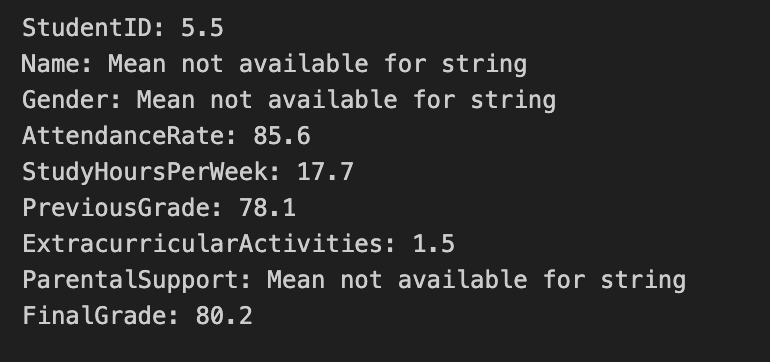 StudentID: 5.5
Name: Mean not available for string
Gender: Mean not available for string
AttendanceRate: 85.6
StudyHoursPerWeek: 17.7
PreviousGrade: 78.1
ExtracurricularActivities: 1.5
ParentalSupport: Mean not available for string
FinalGrade: 80.2